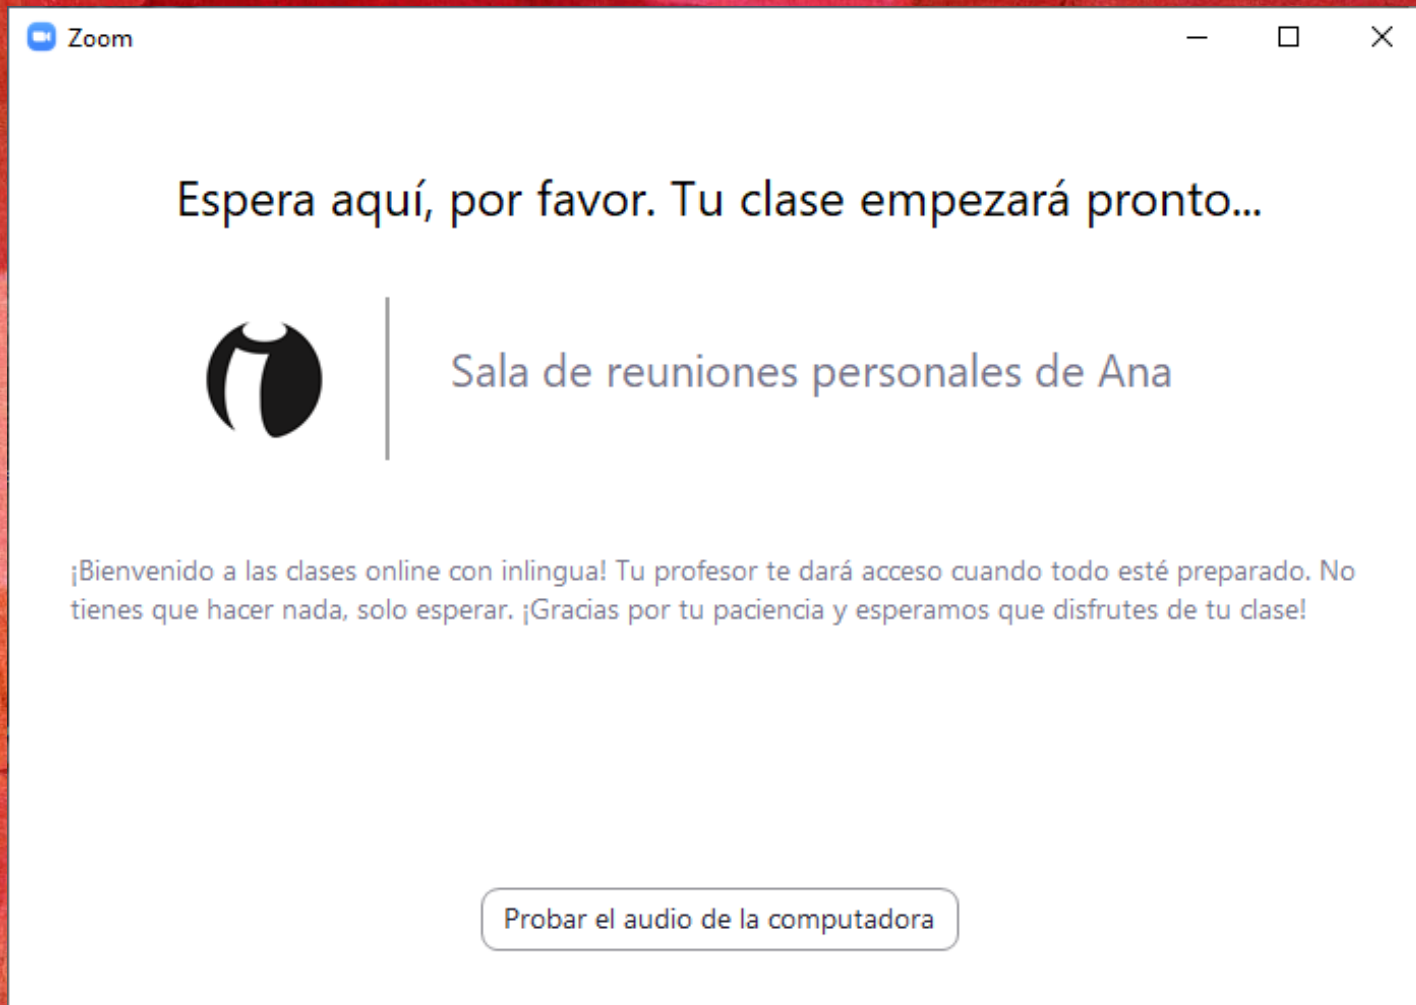 Zoom
Espera aquí, por favor. Tu clase empezará pronto...
Sala de reuniones personales de Ana
¡Bienvenido a las clases online con inlingua! Tu profesor te dará acceso cuando todo esté preparado. No
tienes que hacer nada, solo esperar. ¡Gracias por tu paciencia y esperamos que disfrutes de tu clase!
Probar el audio de la computadora